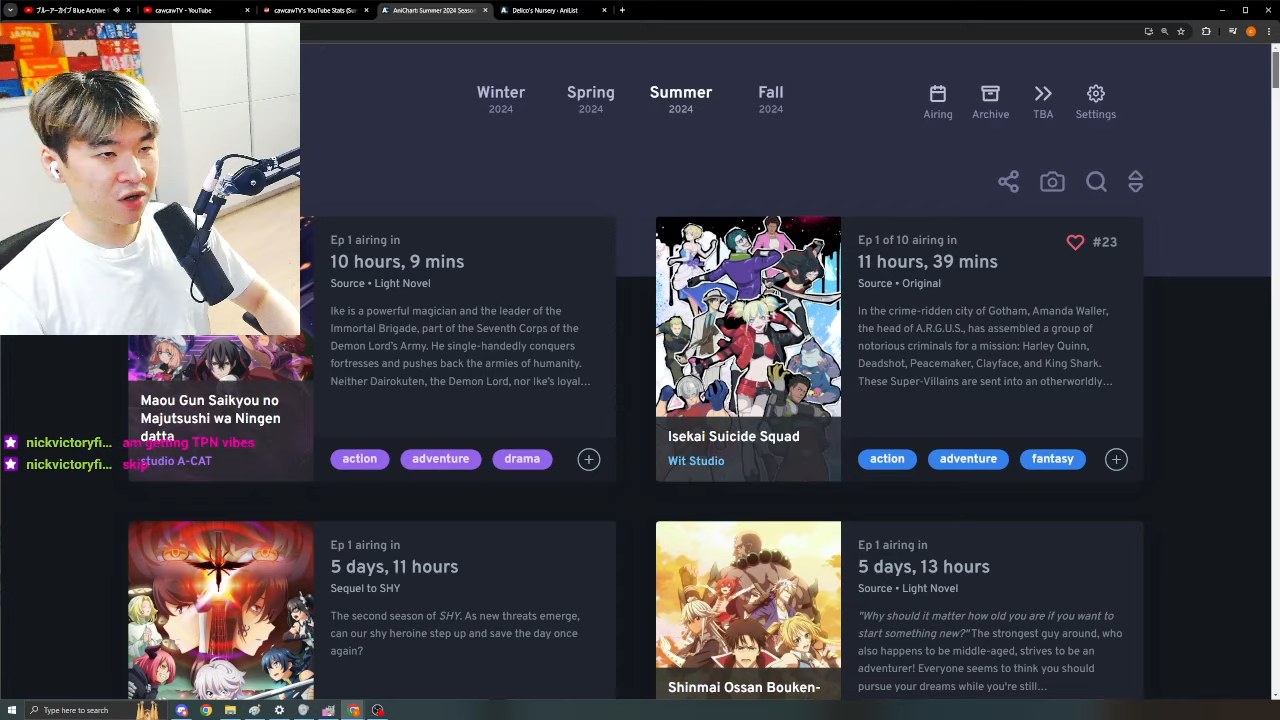 ブルーアーカイブ Blue Archive
cawcawTV - YouTube
cawcawTV's YouTube Stats (Su
AniChart: Summer 2024 Season
Delico's Nursery · AniList
Winter
2024
Spring
2024
Summer
2024
Fall
2024
Airing
Archive
TBA
Settings
JAPAN
Ep 1 airing in
10 hours, 9 mins
Source • Light Novel
Ike is a powerful magician and the leader of the
Immortal Brigade, part of the Seventh Corps of the
Demon Lord's Army. He single-handedly conquers
fortresses and pushes back the armies of humanity.
Neither Dairokuten, the Demon Lord, nor Ike's loyal...
Maou Gun Saikyou no
Majutsushi wa Ningen
datta
studio A-CAT
action
adventure
drama
nickvictoryfi... am getting TPN vibes
nickvictoryfi... skip
Ep 1 of 10 airing in
#23
11 hours, 39 mins
Source • Original
In the crime-ridden city of Gotham, Amanda Waller,
the head of A.R.G.U.S., has assembled a group of
notorious criminals for a mission: Harley Quinn,
Deadshot, Peacemaker, Clayface, and King Shark.
These Super-Villains are sent into an otherworldly...
Isekai Suicide Squad
Wit Studio
action
adventure
fantasy
Ep 1 airing in
5 days, 11 hours
Sequel to SHY
The second season of SHY. As new threats emerge,
can our shy heroine step up and save the day once
again?
Ep 1 airing in
5 days, 13 hours
Source • Light Novel
"Why should it matter how old you are if you want to
start something new?" The strongest guy around, who
also happens to be middle-aged, strives to be an
adventurer! Everyone seems to think you should
pursue your dreams while you're still...
Shinmai Ossan Bouken-
Type here to search